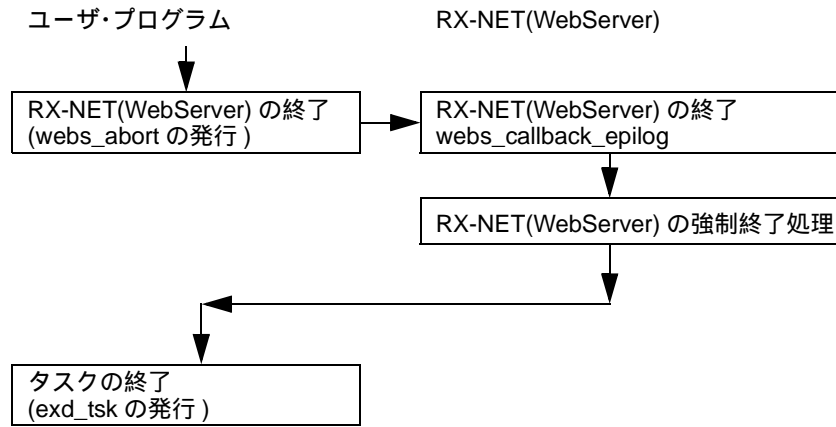 ユーザ・プログラム
RX-NET(WebServer)
RX-NET(WebServer) の終了
(webs_abort の発行 )
RX-NET(WebServer) の終了
webs_callback_epilog
RX-NET(WebServer) の強制終了処理
タスクの終了
(exd_tsk の発行 )